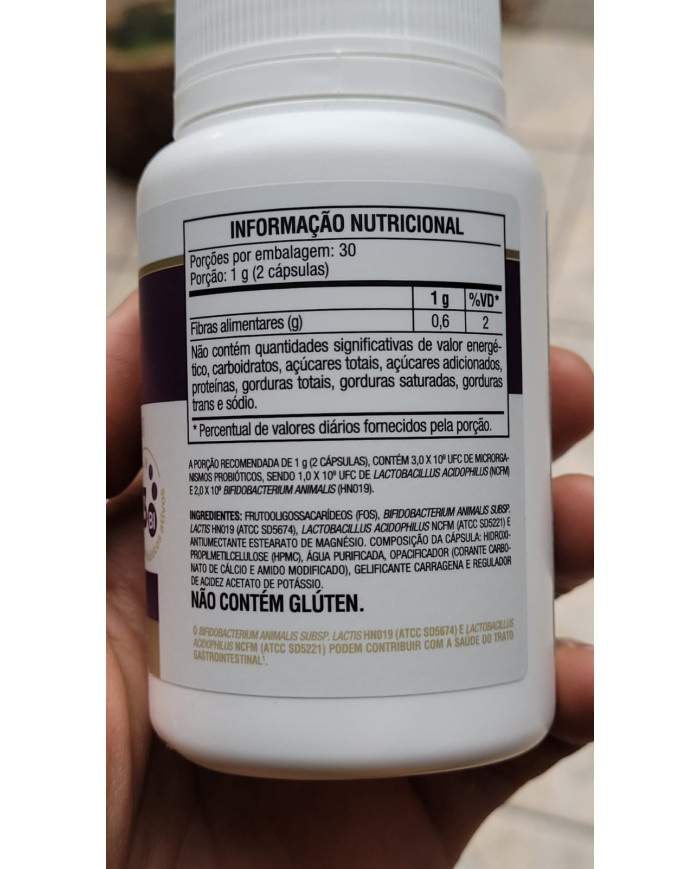 INFORMAÇÃO NUTRICIONAL
Porções por embalagem: 30
Porção: 1 g (2 cápsulas)
1 g %VD*
Fibras alimentares (g) 0,6 2
Não contém quantidades significativas de valor energé-
tico, carboidratos, açúcares totais, açúcares adicionados,
proteínas, gorduras totais, gorduras saturadas, gorduras
trans e sódio.
* Percentual de valores diários fornecidos pela porção.
A PORÇÃO RECOMENDADA DE 1 g (2 CÁPSULAS), CONTÉM 3,0 X 10⁹ UFC DE MICRORGA-
NISMOS PROBIÓTICOS, SENDO 1,0 X 10⁹ UFC DE LACTOBACILLUS ACIDOPHILUS (NCFM)
E 2,0 X 10⁹ BIFIDOBACTERIUM ANIMALIS (HN019).
INGREDIENTES: FRUTOOLIGOSSACARÍDEOS (FOS), BIFIDOBACTERIUM ANIMALIS SUBSP.
LACTIS HN019 (ATCC SD5674), LACTOBACILLUS ACIDOPHILUS NCFM (ATCC SD5221) E
ANTIUMECTANTE ESTEARATO DE MAGNÉSIO. COMPOSIÇÃO DA CÁPSULA: HIDROXI-
PROPILMETILCELULOSE (HPMC), ÁGUA PURIFICADA, OPACIFICADOR (CORANTE CARBO-
NATO DE CÁLCIO E AMIDO MODIFICADO), GELIFICANTE CARRAGENA E REGULADOR
DE ACIDEZ ACETATO DE POTÁSSIO.
NÃO CONTÉM GLÚTEN.
O BIFIDOBACTERIUM ANIMALIS SUBSP. LACTIS HN019 (ATCC SD5674) E LACTOBACILLUS
ACIDOPHILUS NCFM (ATCC SD5221) PODEM CONTRIBUIR COM A SAÚDE DO TRATO
GASTROINTESTINAL¹.